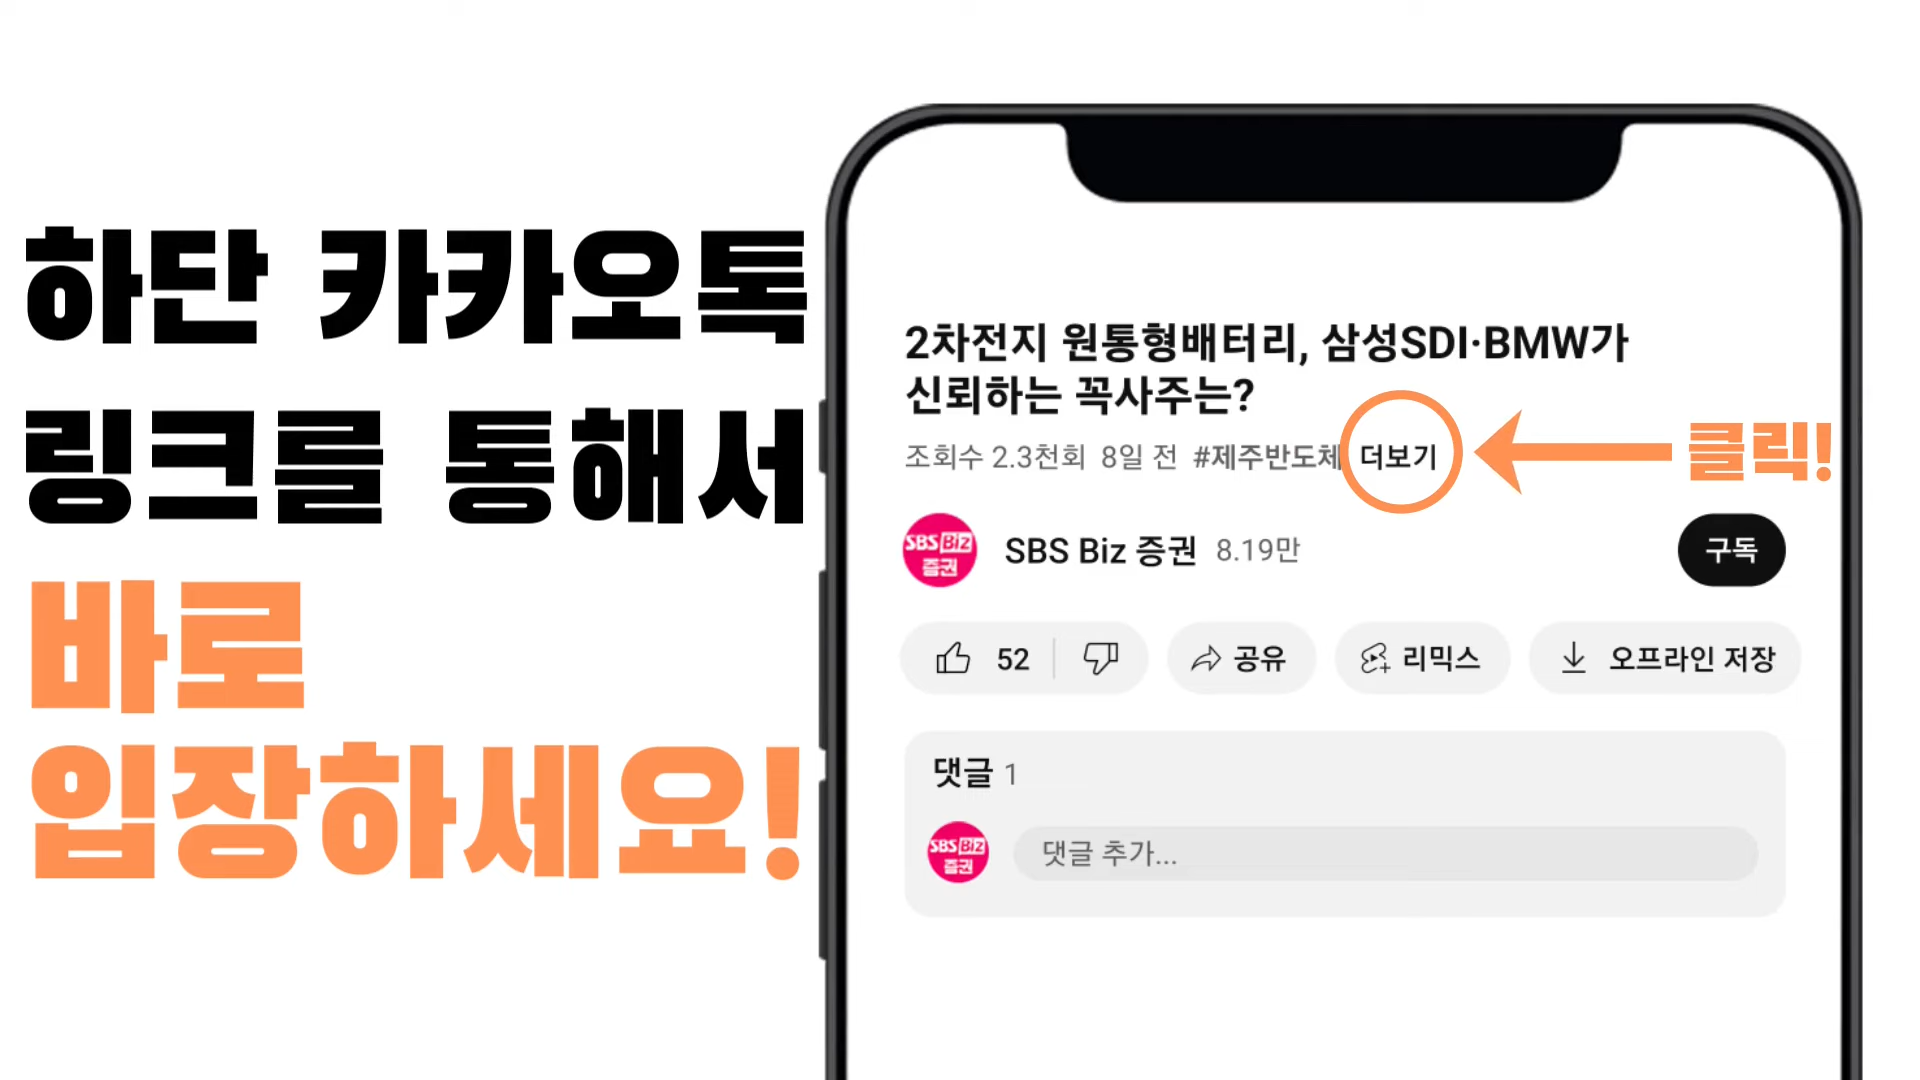 하단 카카오톡
링크를 통해서
바로
입장하세요!
2차전지 원통형배터리, 삼성SDI·BMW가
신뢰하는 꼭사주는?
조회수 2.3천회 8일 전 #제주반도체 더보기
클릭!
SBS Biz
증권
SBS Biz 증권 8.19만
구독
52
공유
리믹스
오프라인 저장
댓글 1
SBS Biz
증권
댓글 추가...